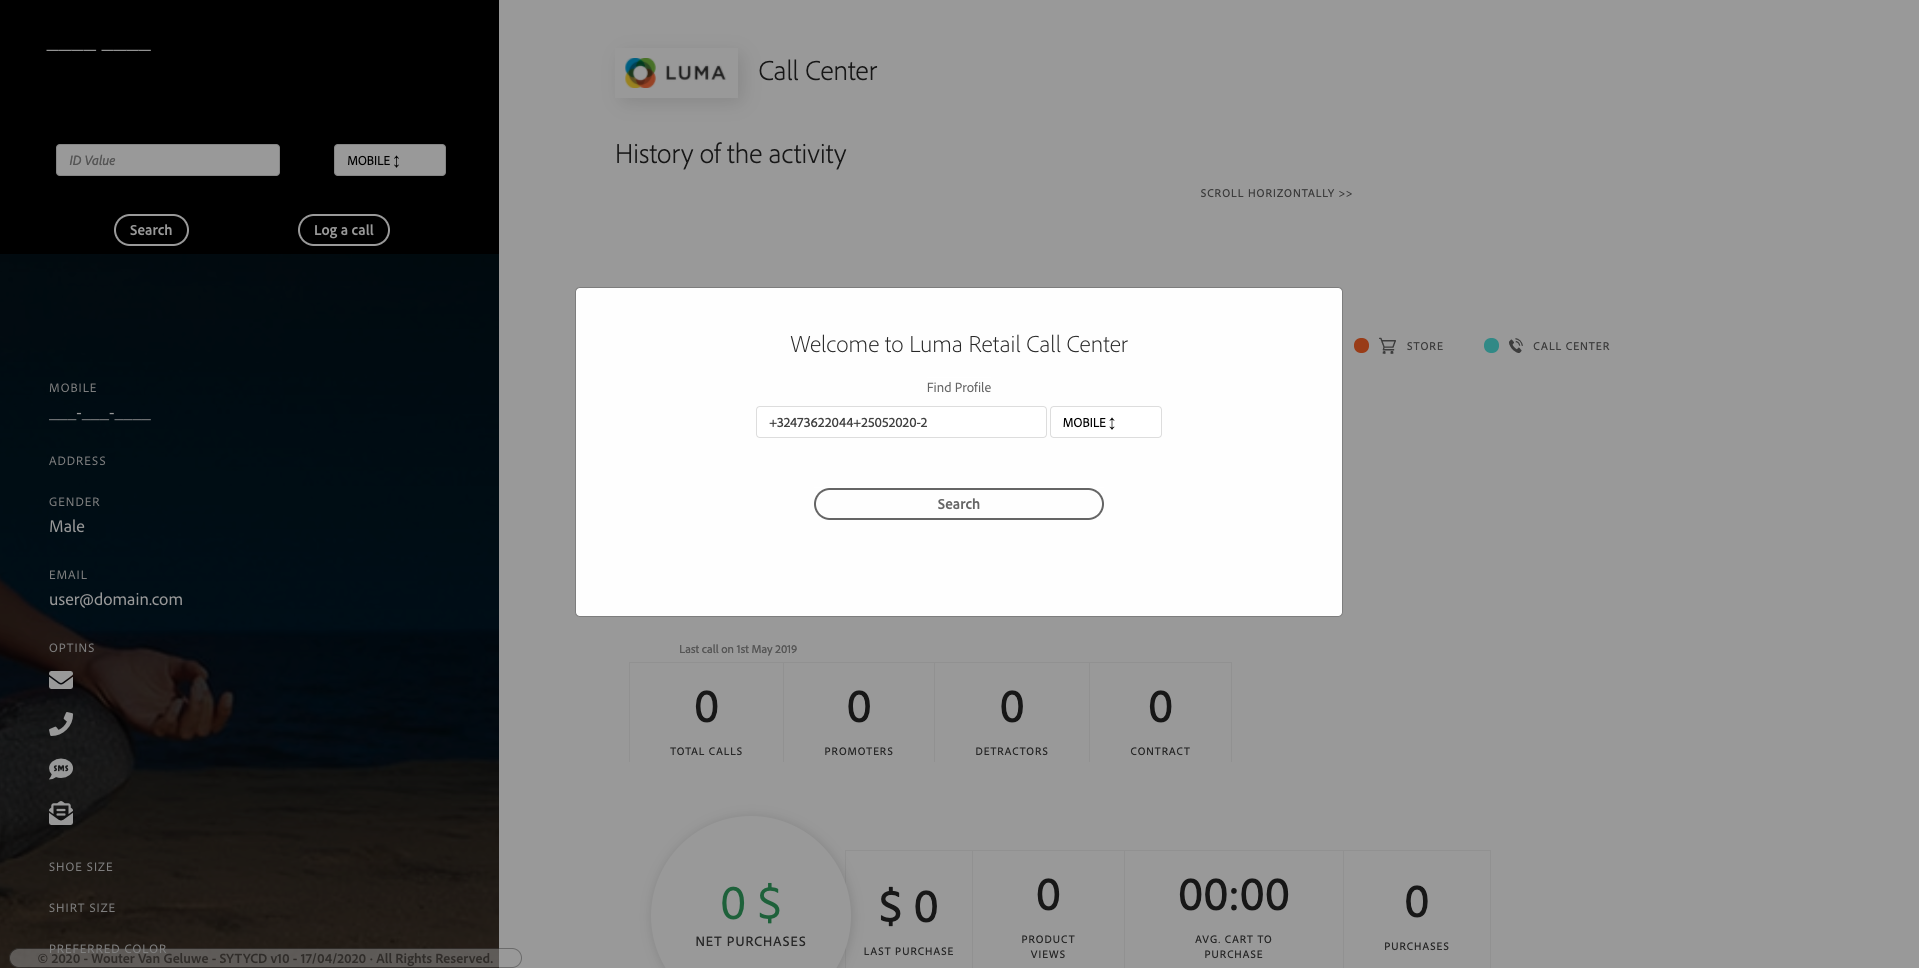 ID Value
MOBILE
Search
Log a call
MOBILE
ADDRESS
GENDER
Male
EMAIL
user@domain.com
OPTINS
SMS
SHOE SIZE
SHIRT SIZE
PREFERRED COLOR
© 2020 - Wouter Van Geluwe - SYTYCD v10 - 17/04/2020 · All Rights Reserved.
LUMA
Call Center
History of the activity
SCROLL HORIZONTALLY >>
STORE
CALL CENTER
Welcome to Luma Retail Call Center
Find Profile
+32473622044+25052020-2
MOBILE
Search
Last call on 1st May 2019
0 0 0 0
TOTAL CALLS PROMOTERS DETRACTORS CONTRACT
0 $
NET PURCHASES
$ 0
LAST PURCHASE
0
PRODUCT
VIEWS
00:00
AVG. CART TO
PURCHASE
0
PURCHASES